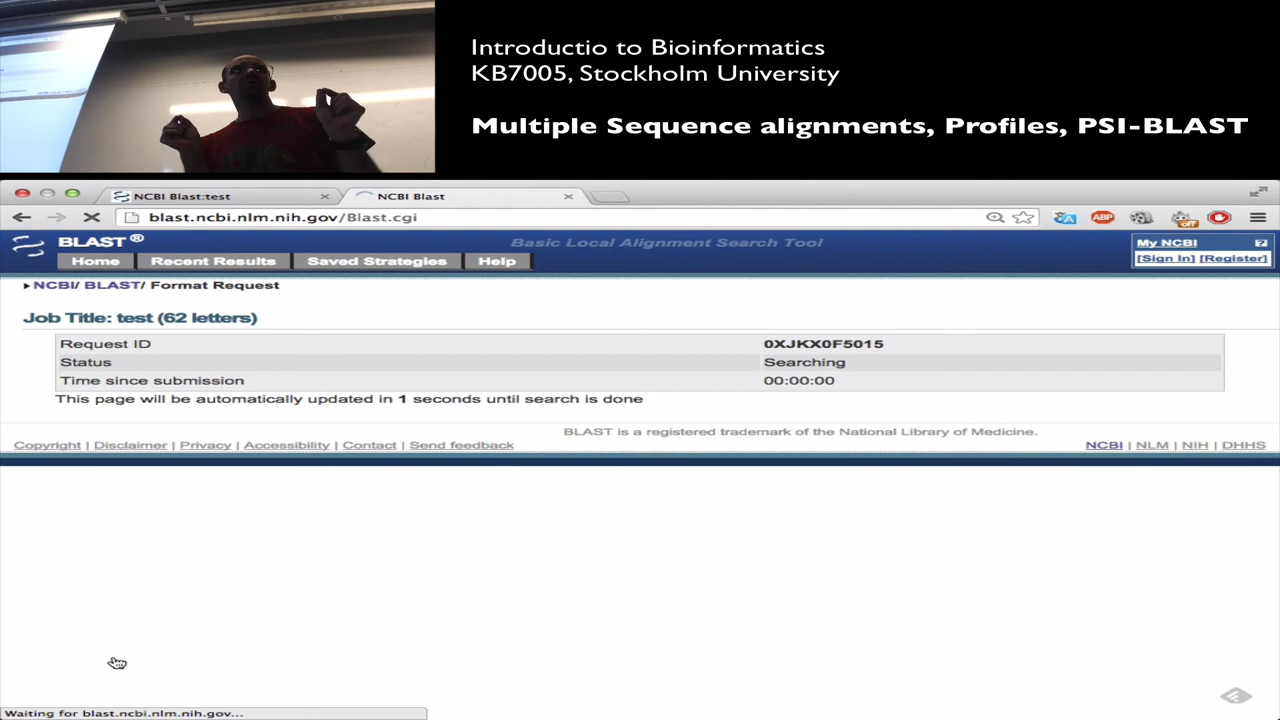 Introductio to Bioinformatics
KB7005, Stockholm University
Multiple Sequence alignments, Profiles, PSI-BLAST
NCBI Blast:test
NCBI Blast
blast.ncbi.nlm.nih.gov/Blast.cgi
ABP
off
BLAST ®
Basic Local Alignment Search Tool
My NCBI ?
[Sign In] [Register]
Home Recent Results Saved Strategies Help
NCBI/ BLAST/ Format Request
Job Title: test (62 letters)
Request ID 0XJKX0F5015
Status Searching
Time since submission 00:00:00
This page will be automatically updated in 1 seconds until search is done
BLAST is a registered trademark of the National Library of Medicine.
Copyright | Disclaimer | Privacy | Accessibility | Contact | Send feedback
NCBI | NLM | NIH | DHHS
Waiting for blast.ncbi.nlm.nih.gov...